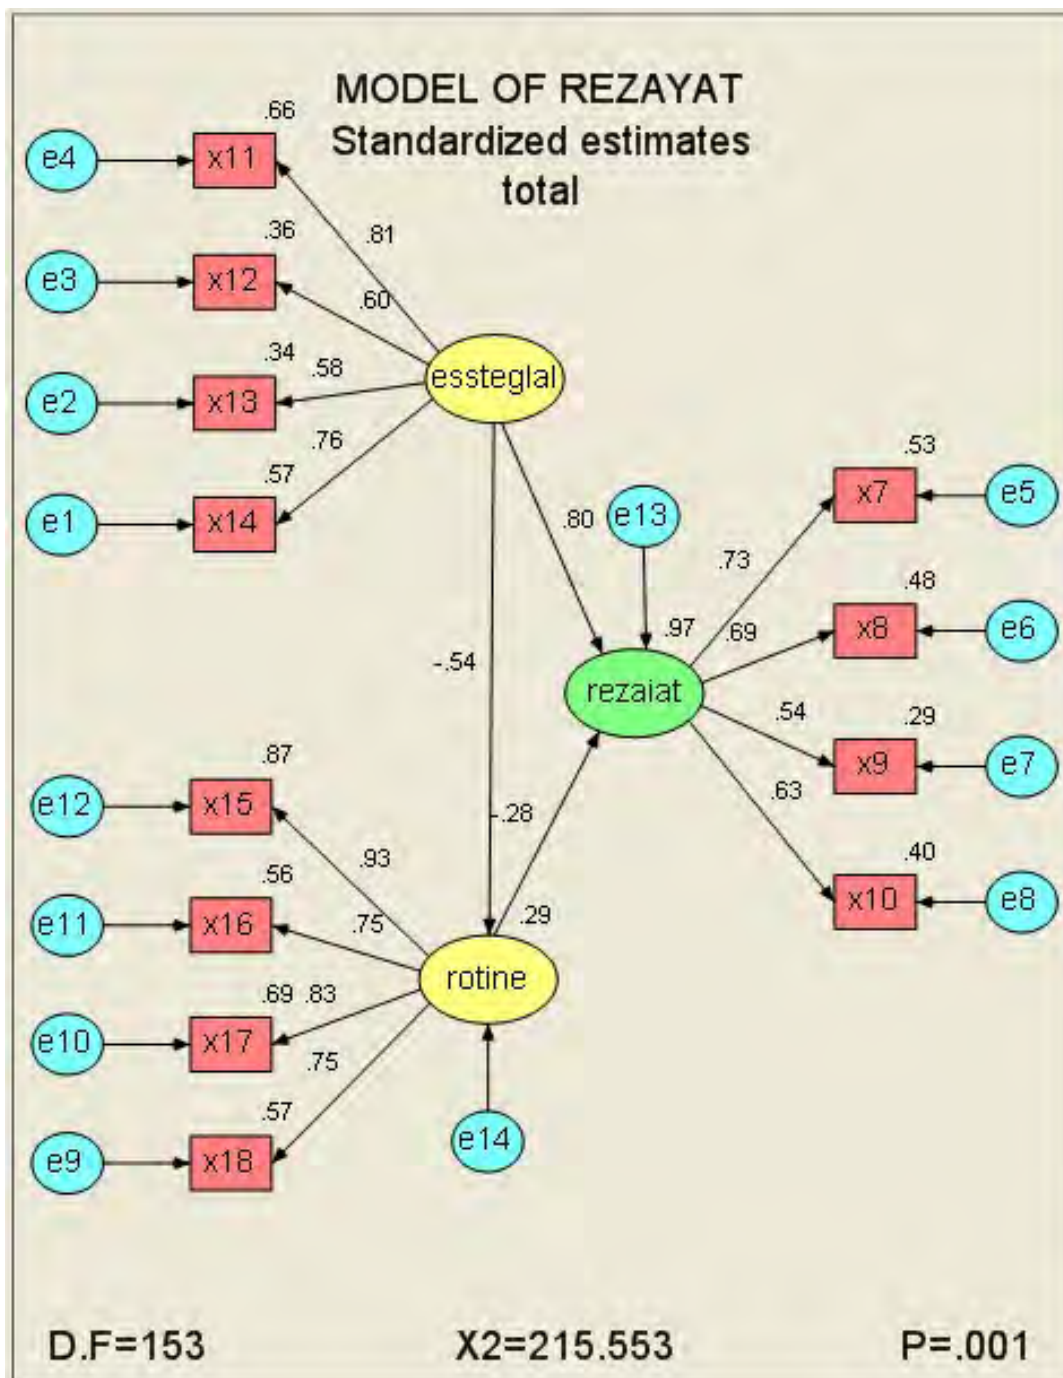 MODEL OF REZAYAT
Standardized estimates
total
.66
e4
x11
.81
.36
e3
x12
.60
.34
.58
e2
x13
essteglal
.76
.57
e1
x14
.80
e13
.53
x7
e5
.73
.48
-.54
.97
.69
x8
e6
rezaiat
.54
.29
x9
e7
.63
.87
e12
x15
-.28
.93
.40
x10
e8
.56
e11
x16
.75
.29
rotine
.69
.83
e10
x17
.75
.57
e14
e9
x18
D.F=153
X2=215.553
P=.001